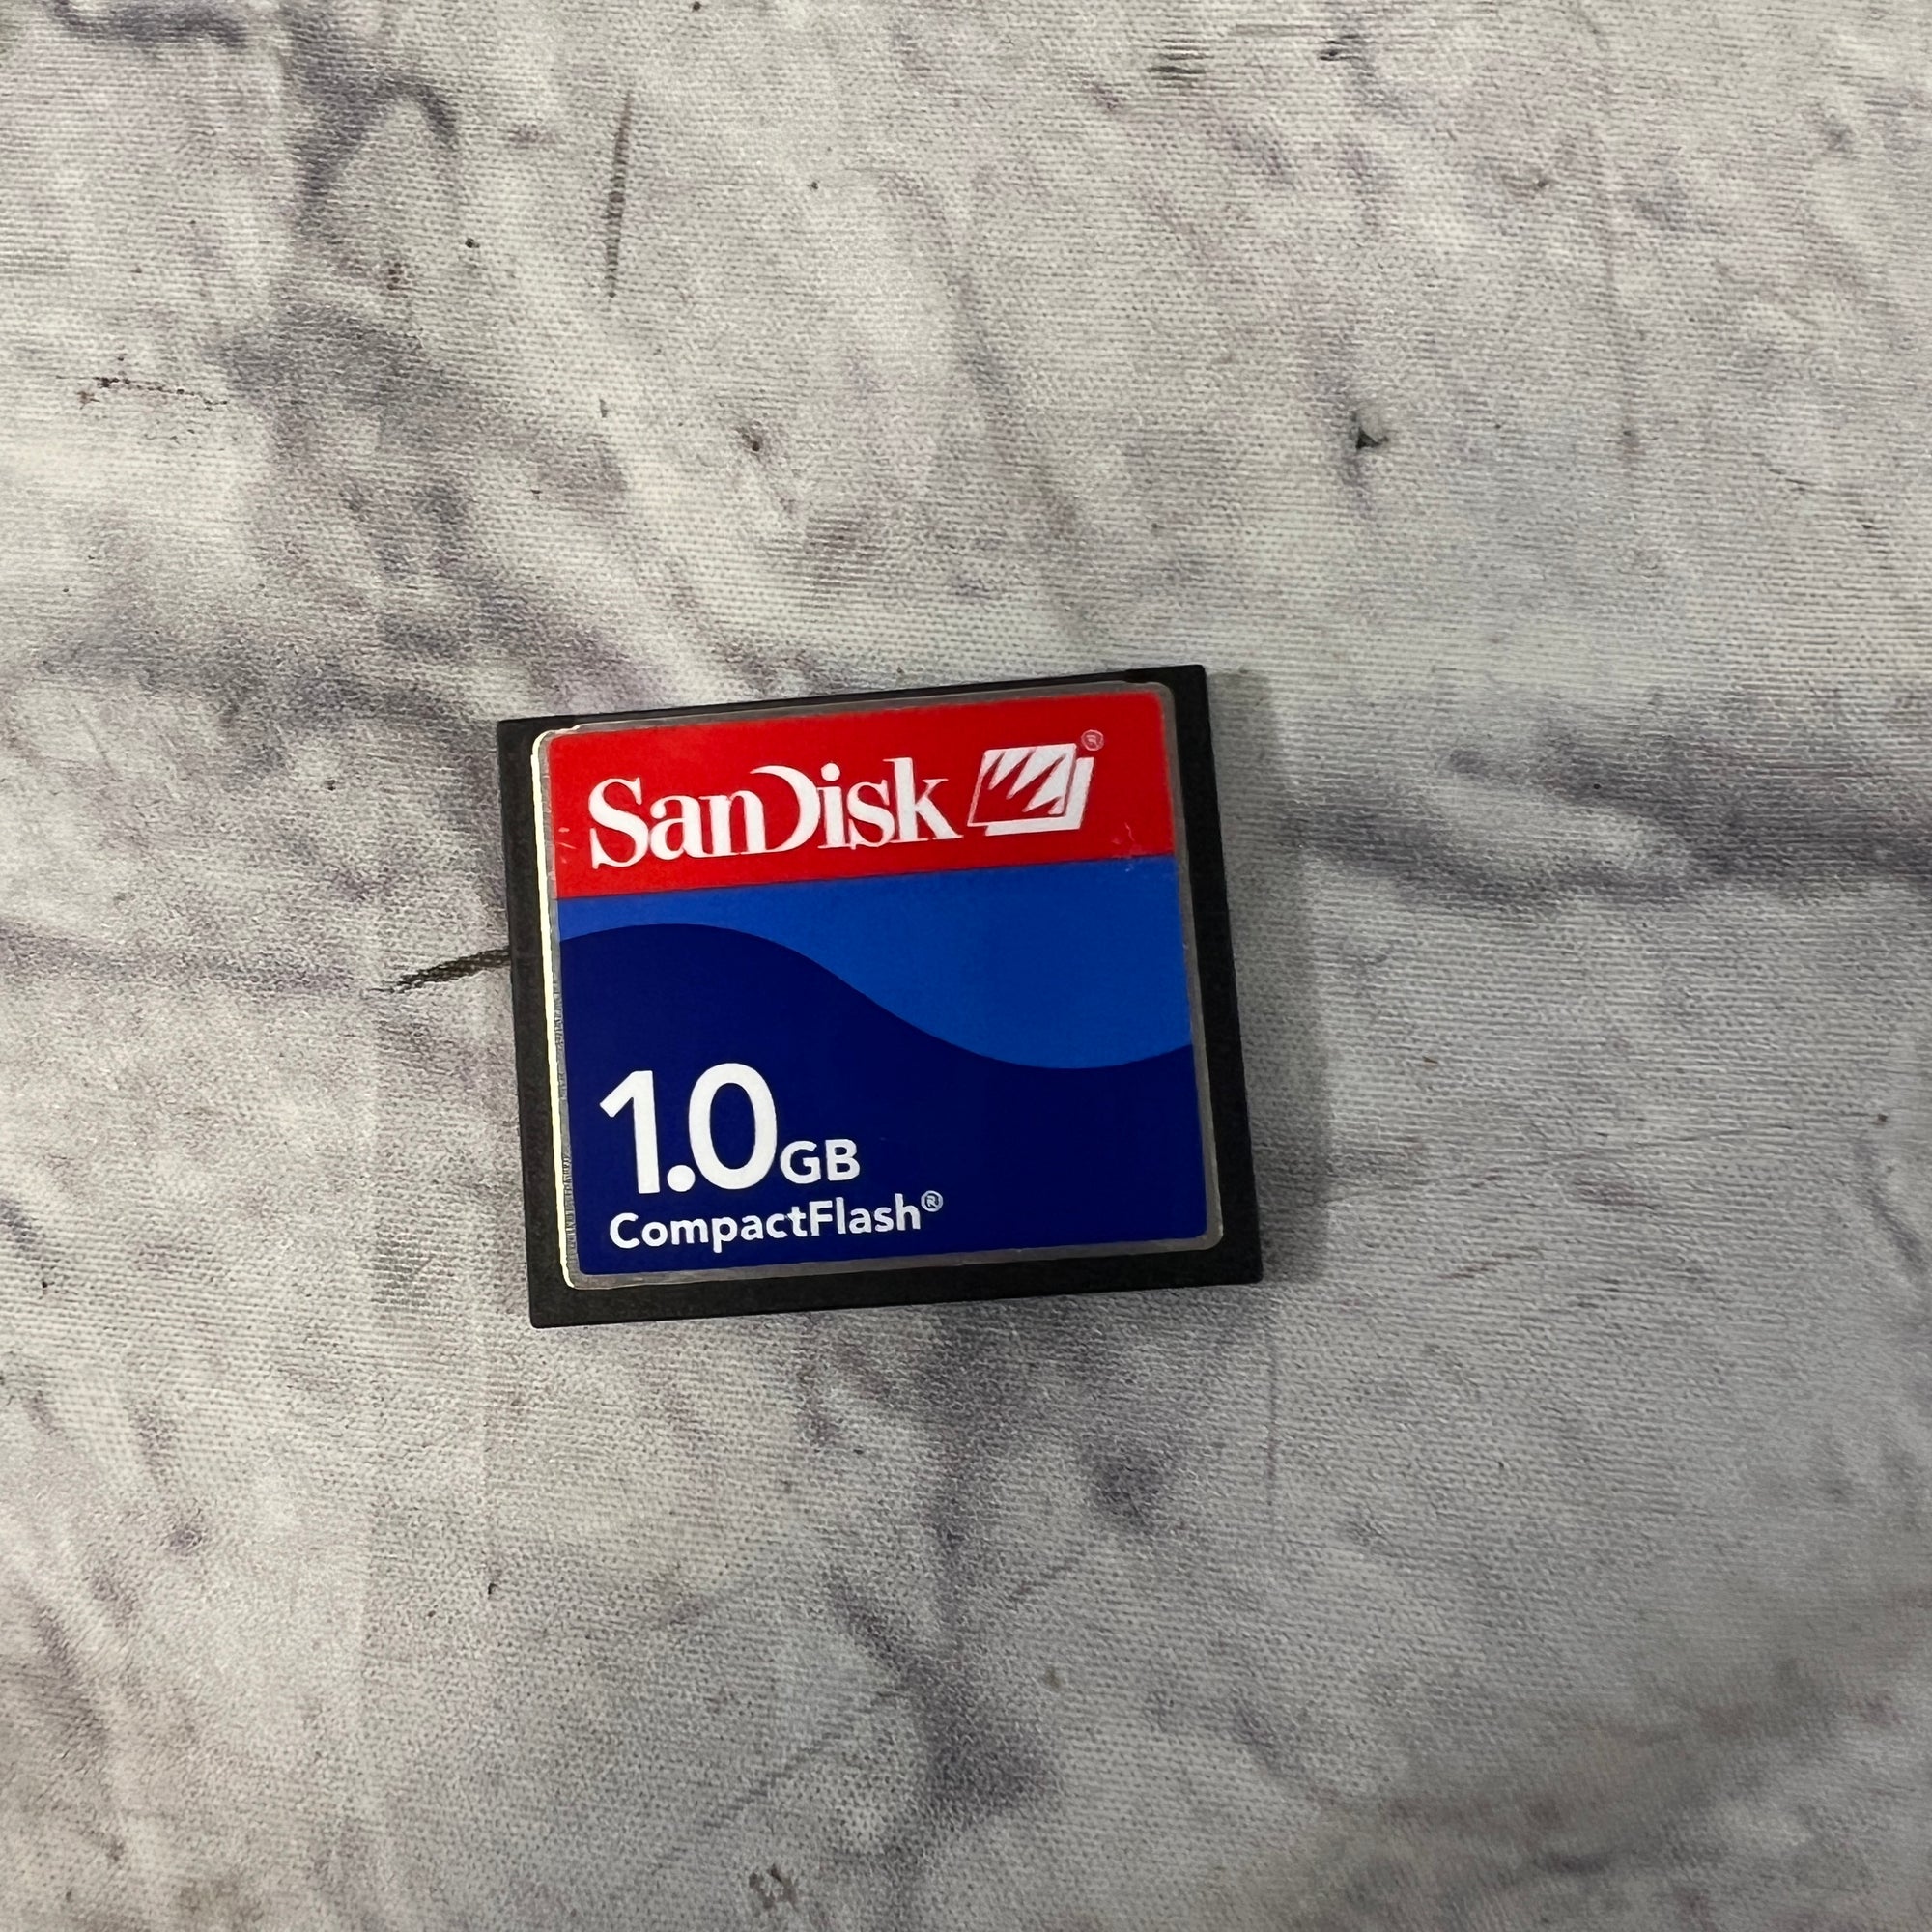 SanDisk ®
1.0GB
CompactFlash®